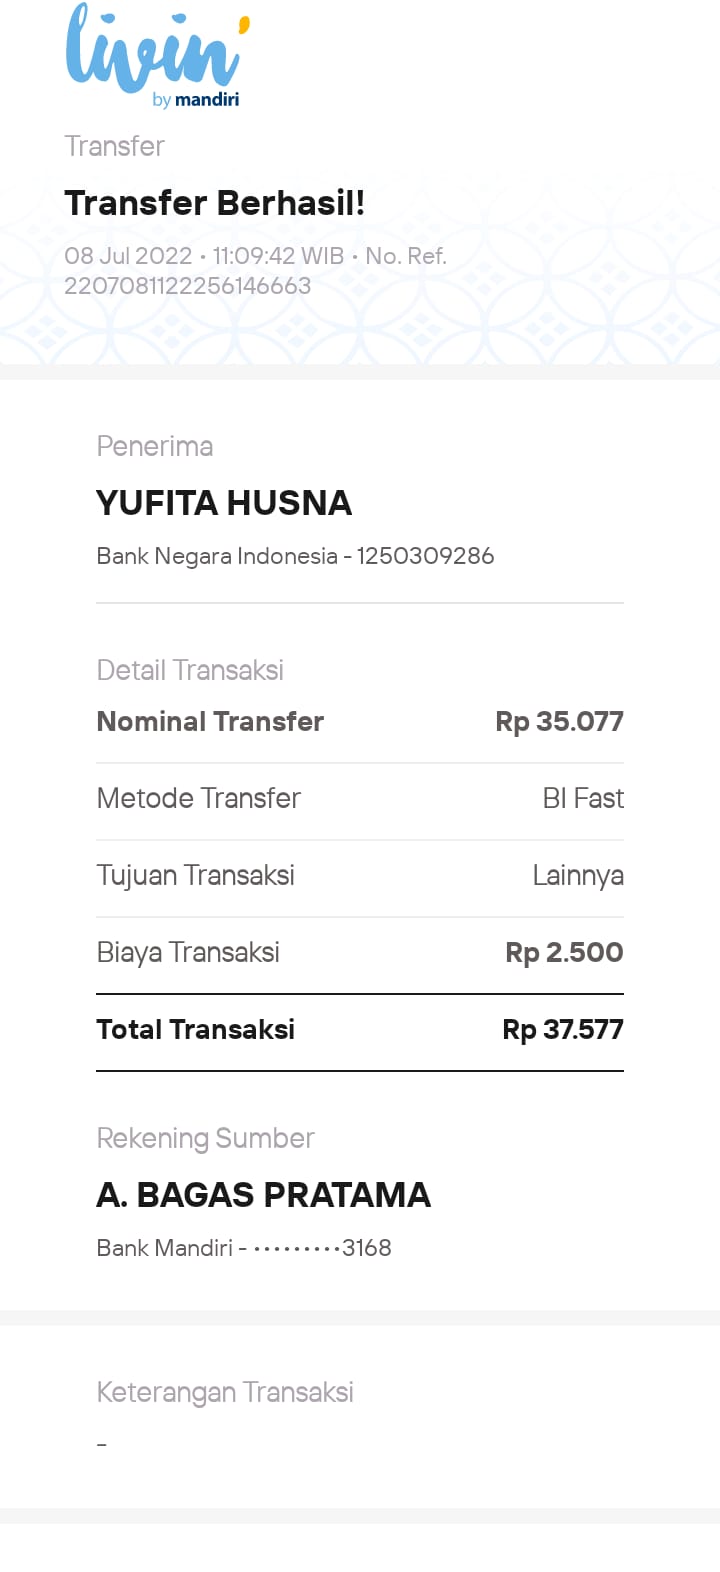 livin'
by mandiri
Transfer
Transfer Berhasil!
08 Jul 2022 • 11:09:42 WIB • No. Ref.
2207081122256146663
Penerima
YUFITA HUSNA
Bank Negara Indonesia - 1250309286
Detail Transaksi
Nominal Transfer Rp 35.077
Metode Transfer BI Fast
Tujuan Transaksi Lainnya
Biaya Transaksi Rp 2.500
Total Transaksi Rp 37.577
Rekening Sumber
A. BAGAS PRATAMA
Bank Mandiri - •••••••••3168
Keterangan Transaksi
-